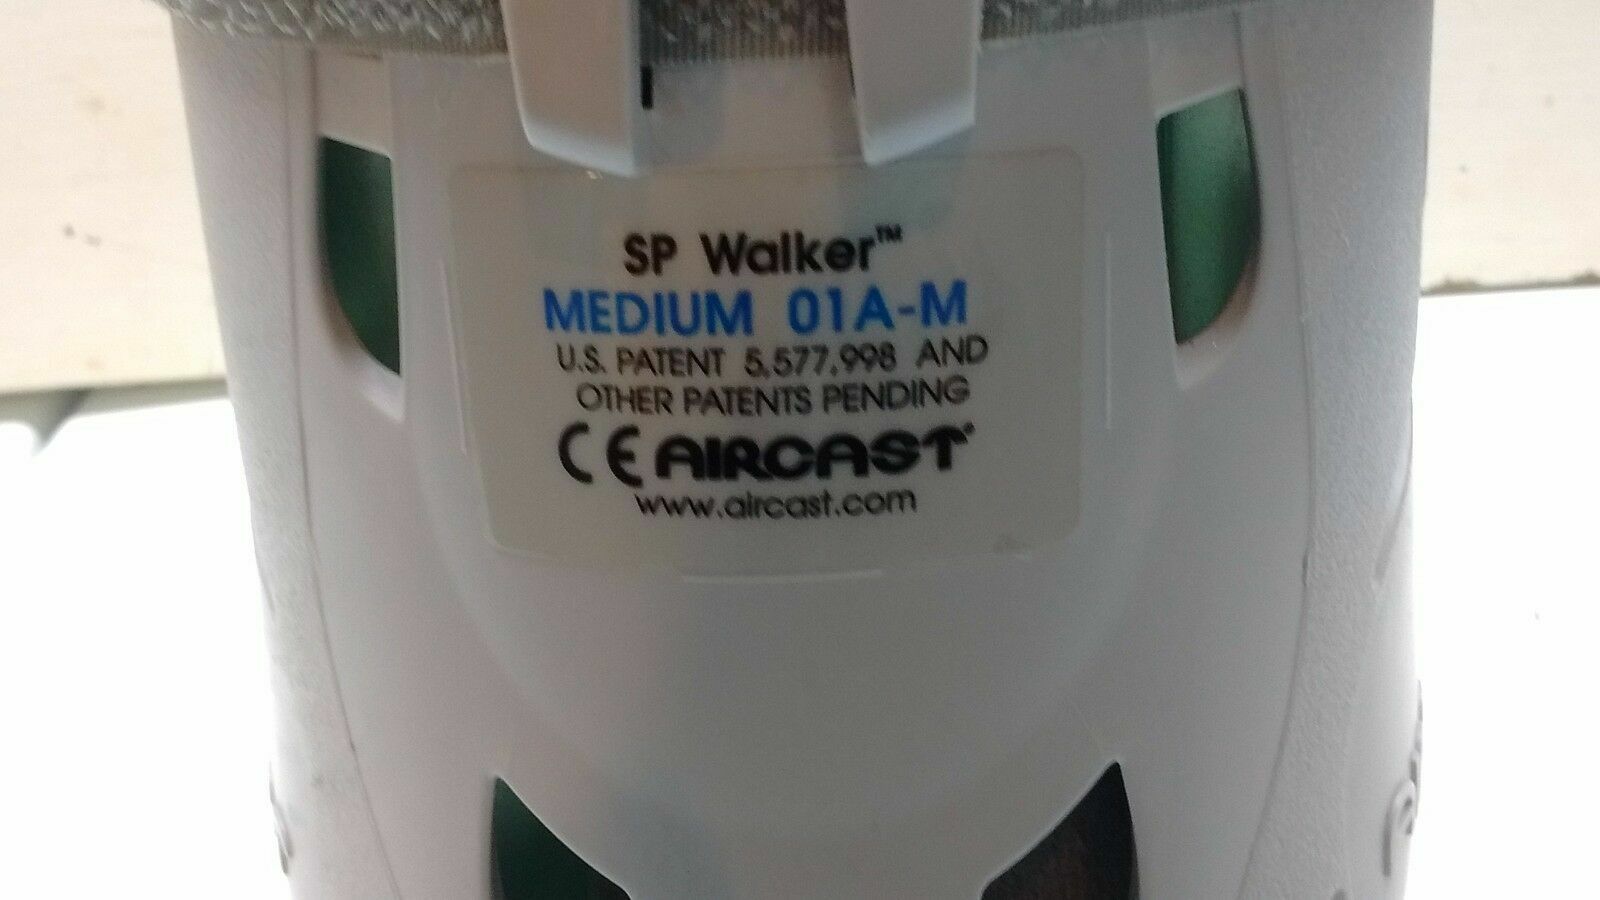 SP Walker™
MEDIUM 01A-M
U.S. PATENT 5,577,998 AND
OTHER PATENTS PENDING
CE AIRCAST®
www.aircast.com